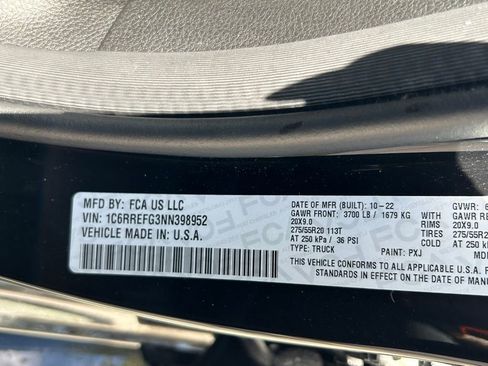 MFD BY: FCA US LLC
VIN: 1C6RREFG3NN398952
VEHICLE MADE IN: U.S.A.
DATE OF MFR (BUILT): 10-22
GAWR FRONT: 3700 LB / 1679 KG
20X9.0
275/55R20 113T
AT 250 kPa / 36 PSI
TYPE: TRUCK PAINT: PXJ
THIS VEHICLE CONFORMS TO ALL APPLICABLE U.S.A.
STANDARDS IN EFFECT ON THE DATE OF MANU
GVWR:
GAWR RE
WITH
RIMS 20X9.0
TIRES 275/55R20
AT 250